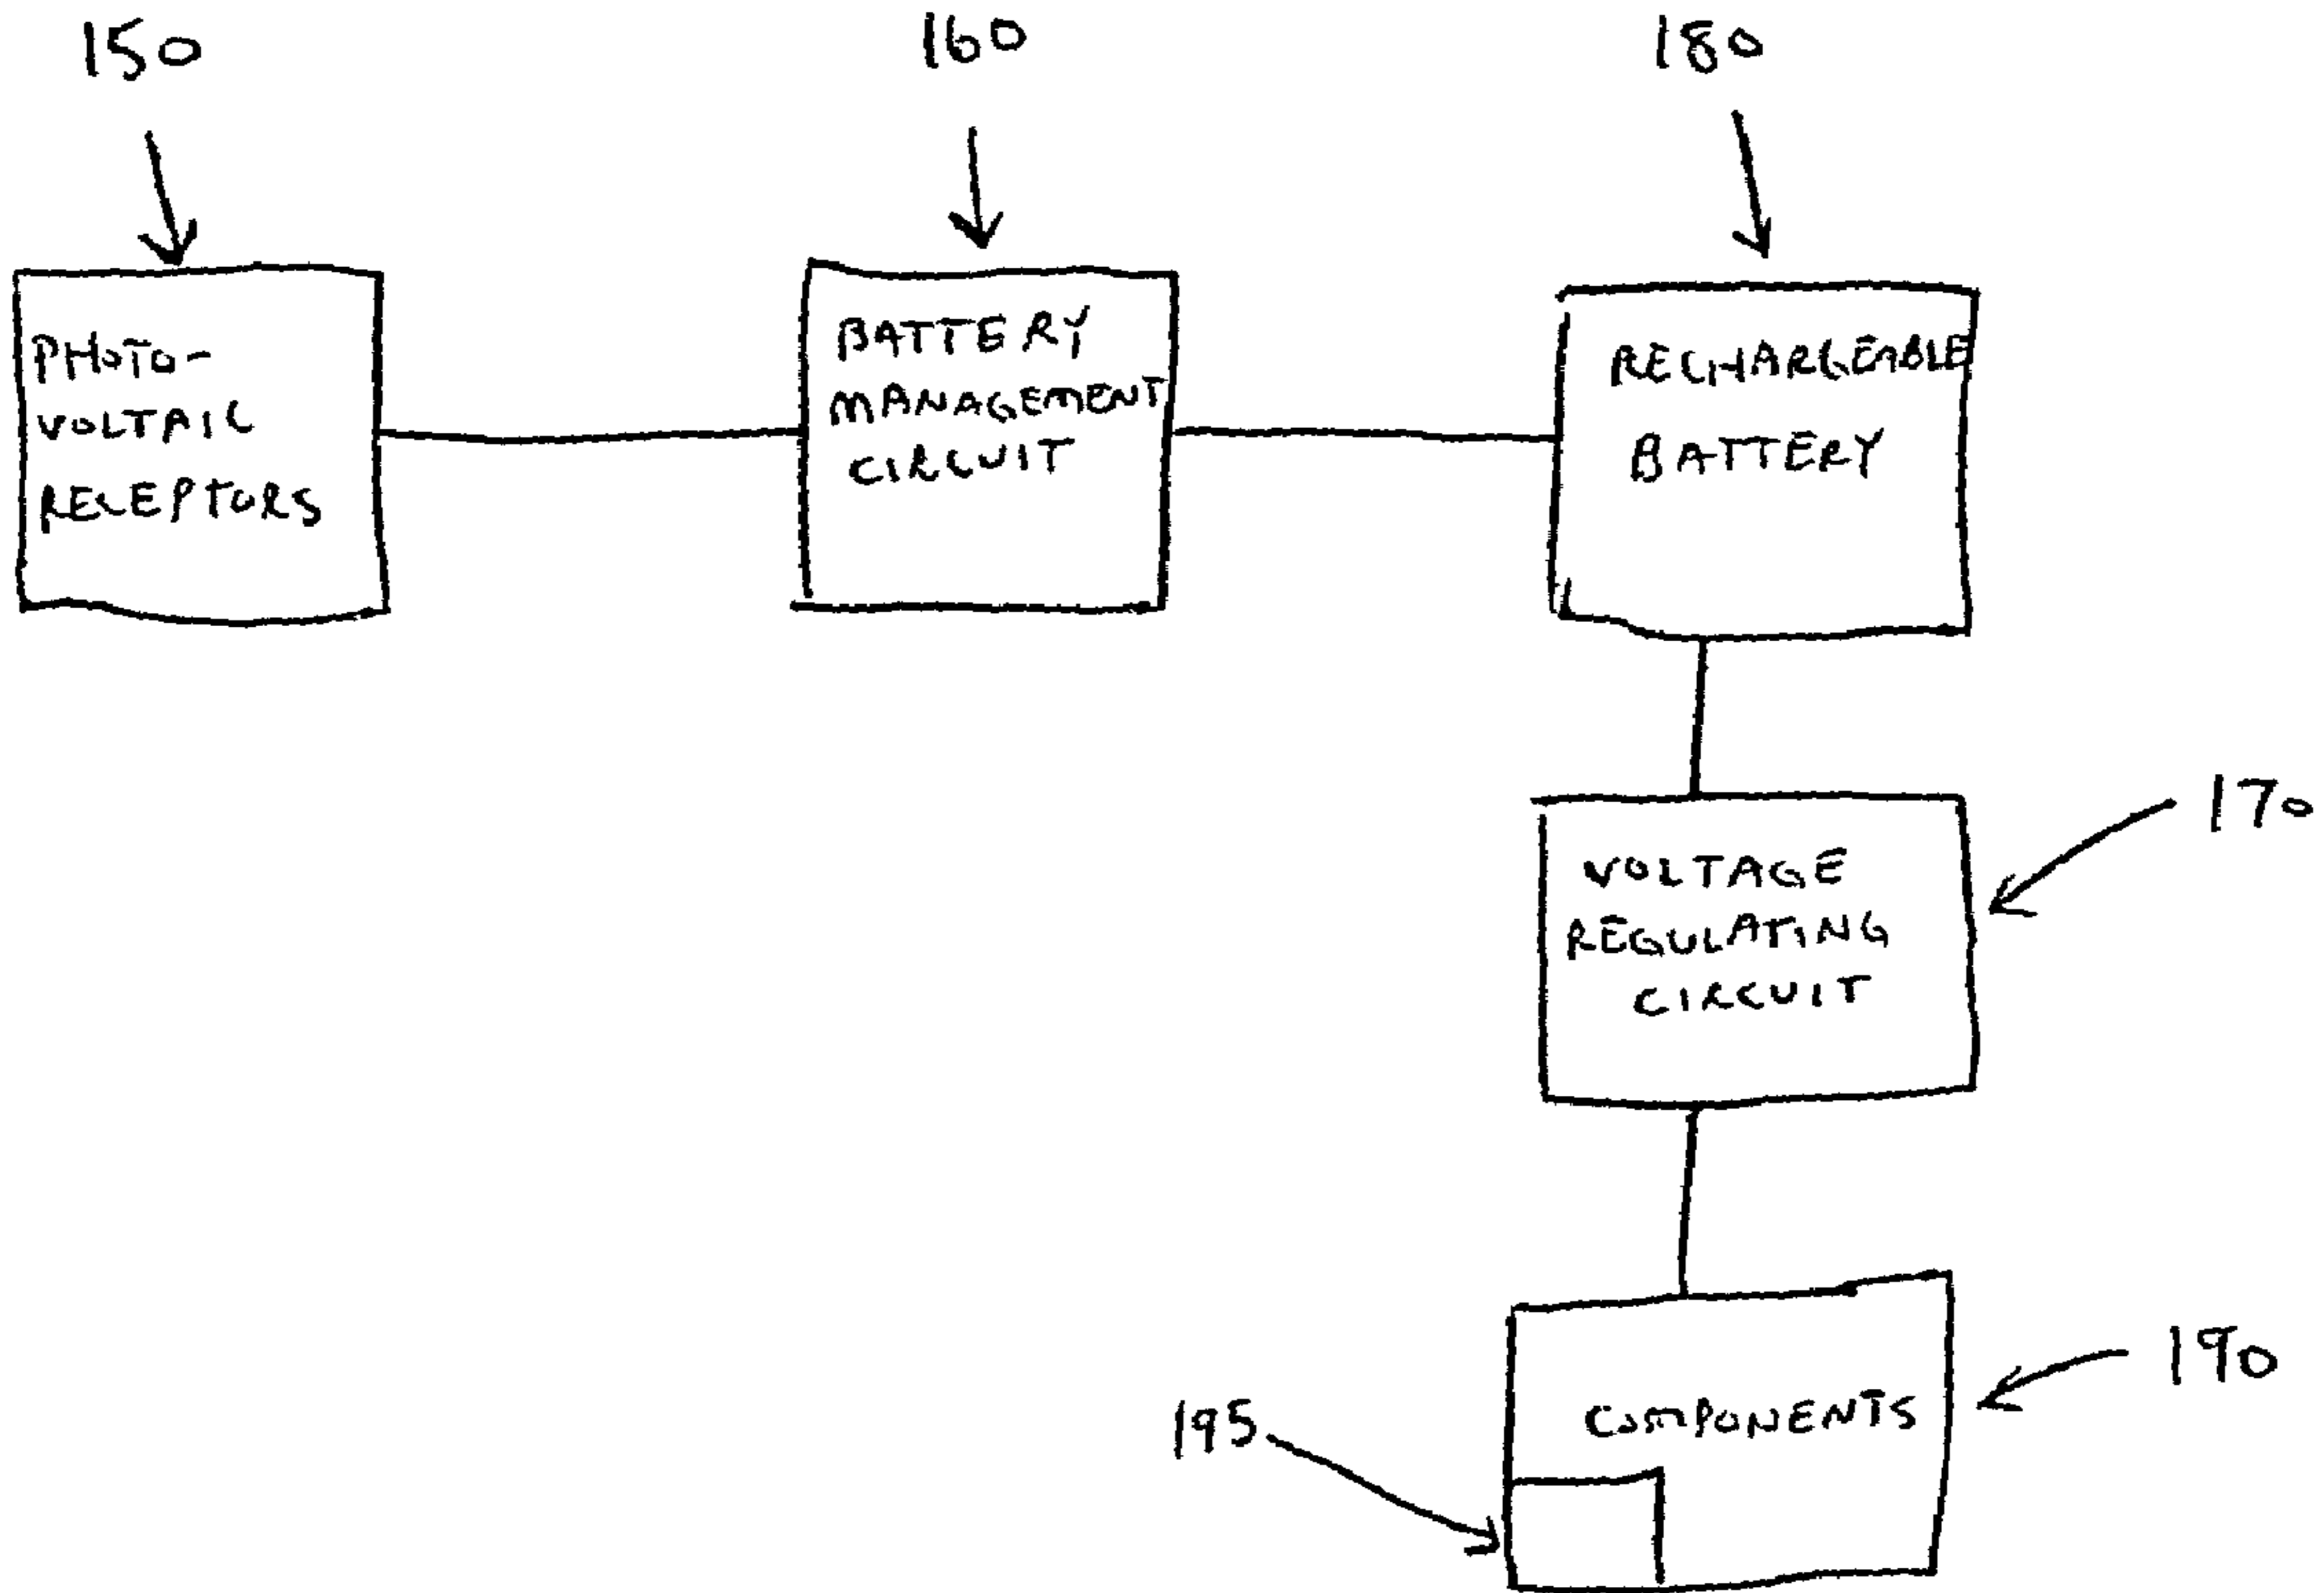 150
160
180
PHOTO-
VOLTAIC
RECEPTORS
BATTERY
MANAGEMENT
CIRCUIT
RECHARGEABLE
BATTERY
170
VOLTAGE
REGULATING
CIRCUIT
190
COMPONENTS
195